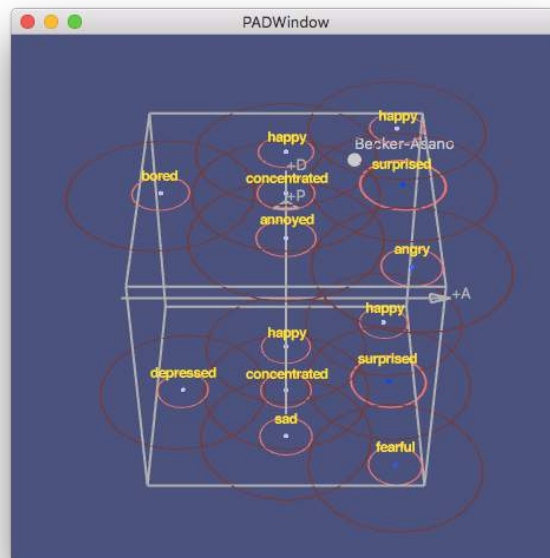 PADWindow
happy
happy
Becker-Asano
+D
surprised
bored
concentrated
+P
annoyed
angry
+A
happy
happy
surprised
depressed
concentrated
sad
fearful